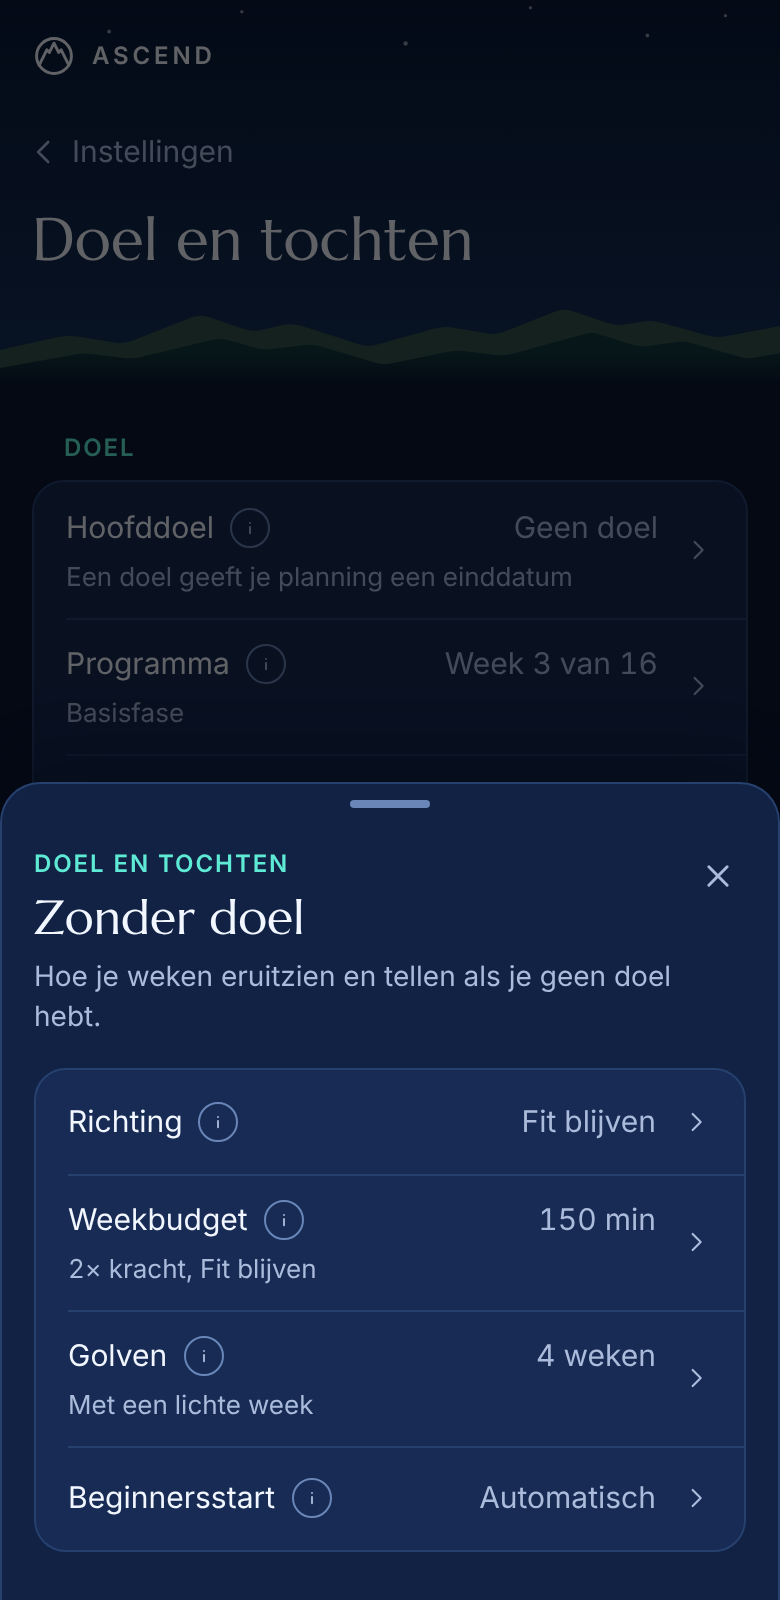 ASCEND
Instellingen
Doel en tochten
DOEL
Hoofddoel i Geen doel
Een doel geeft je planning een einddatum
Programma i Week 3 van 16
Basisfase
DOEL EN TOCHTEN
Zonder doel
Hoe je weken eruitzien en tellen als je geen doel
hebt.
Richting i Fit blijven
Weekbudget i 150 min
2× kracht, Fit blijven
Golven i 4 weken
Met een lichte week
Beginnersstart i Automatisch